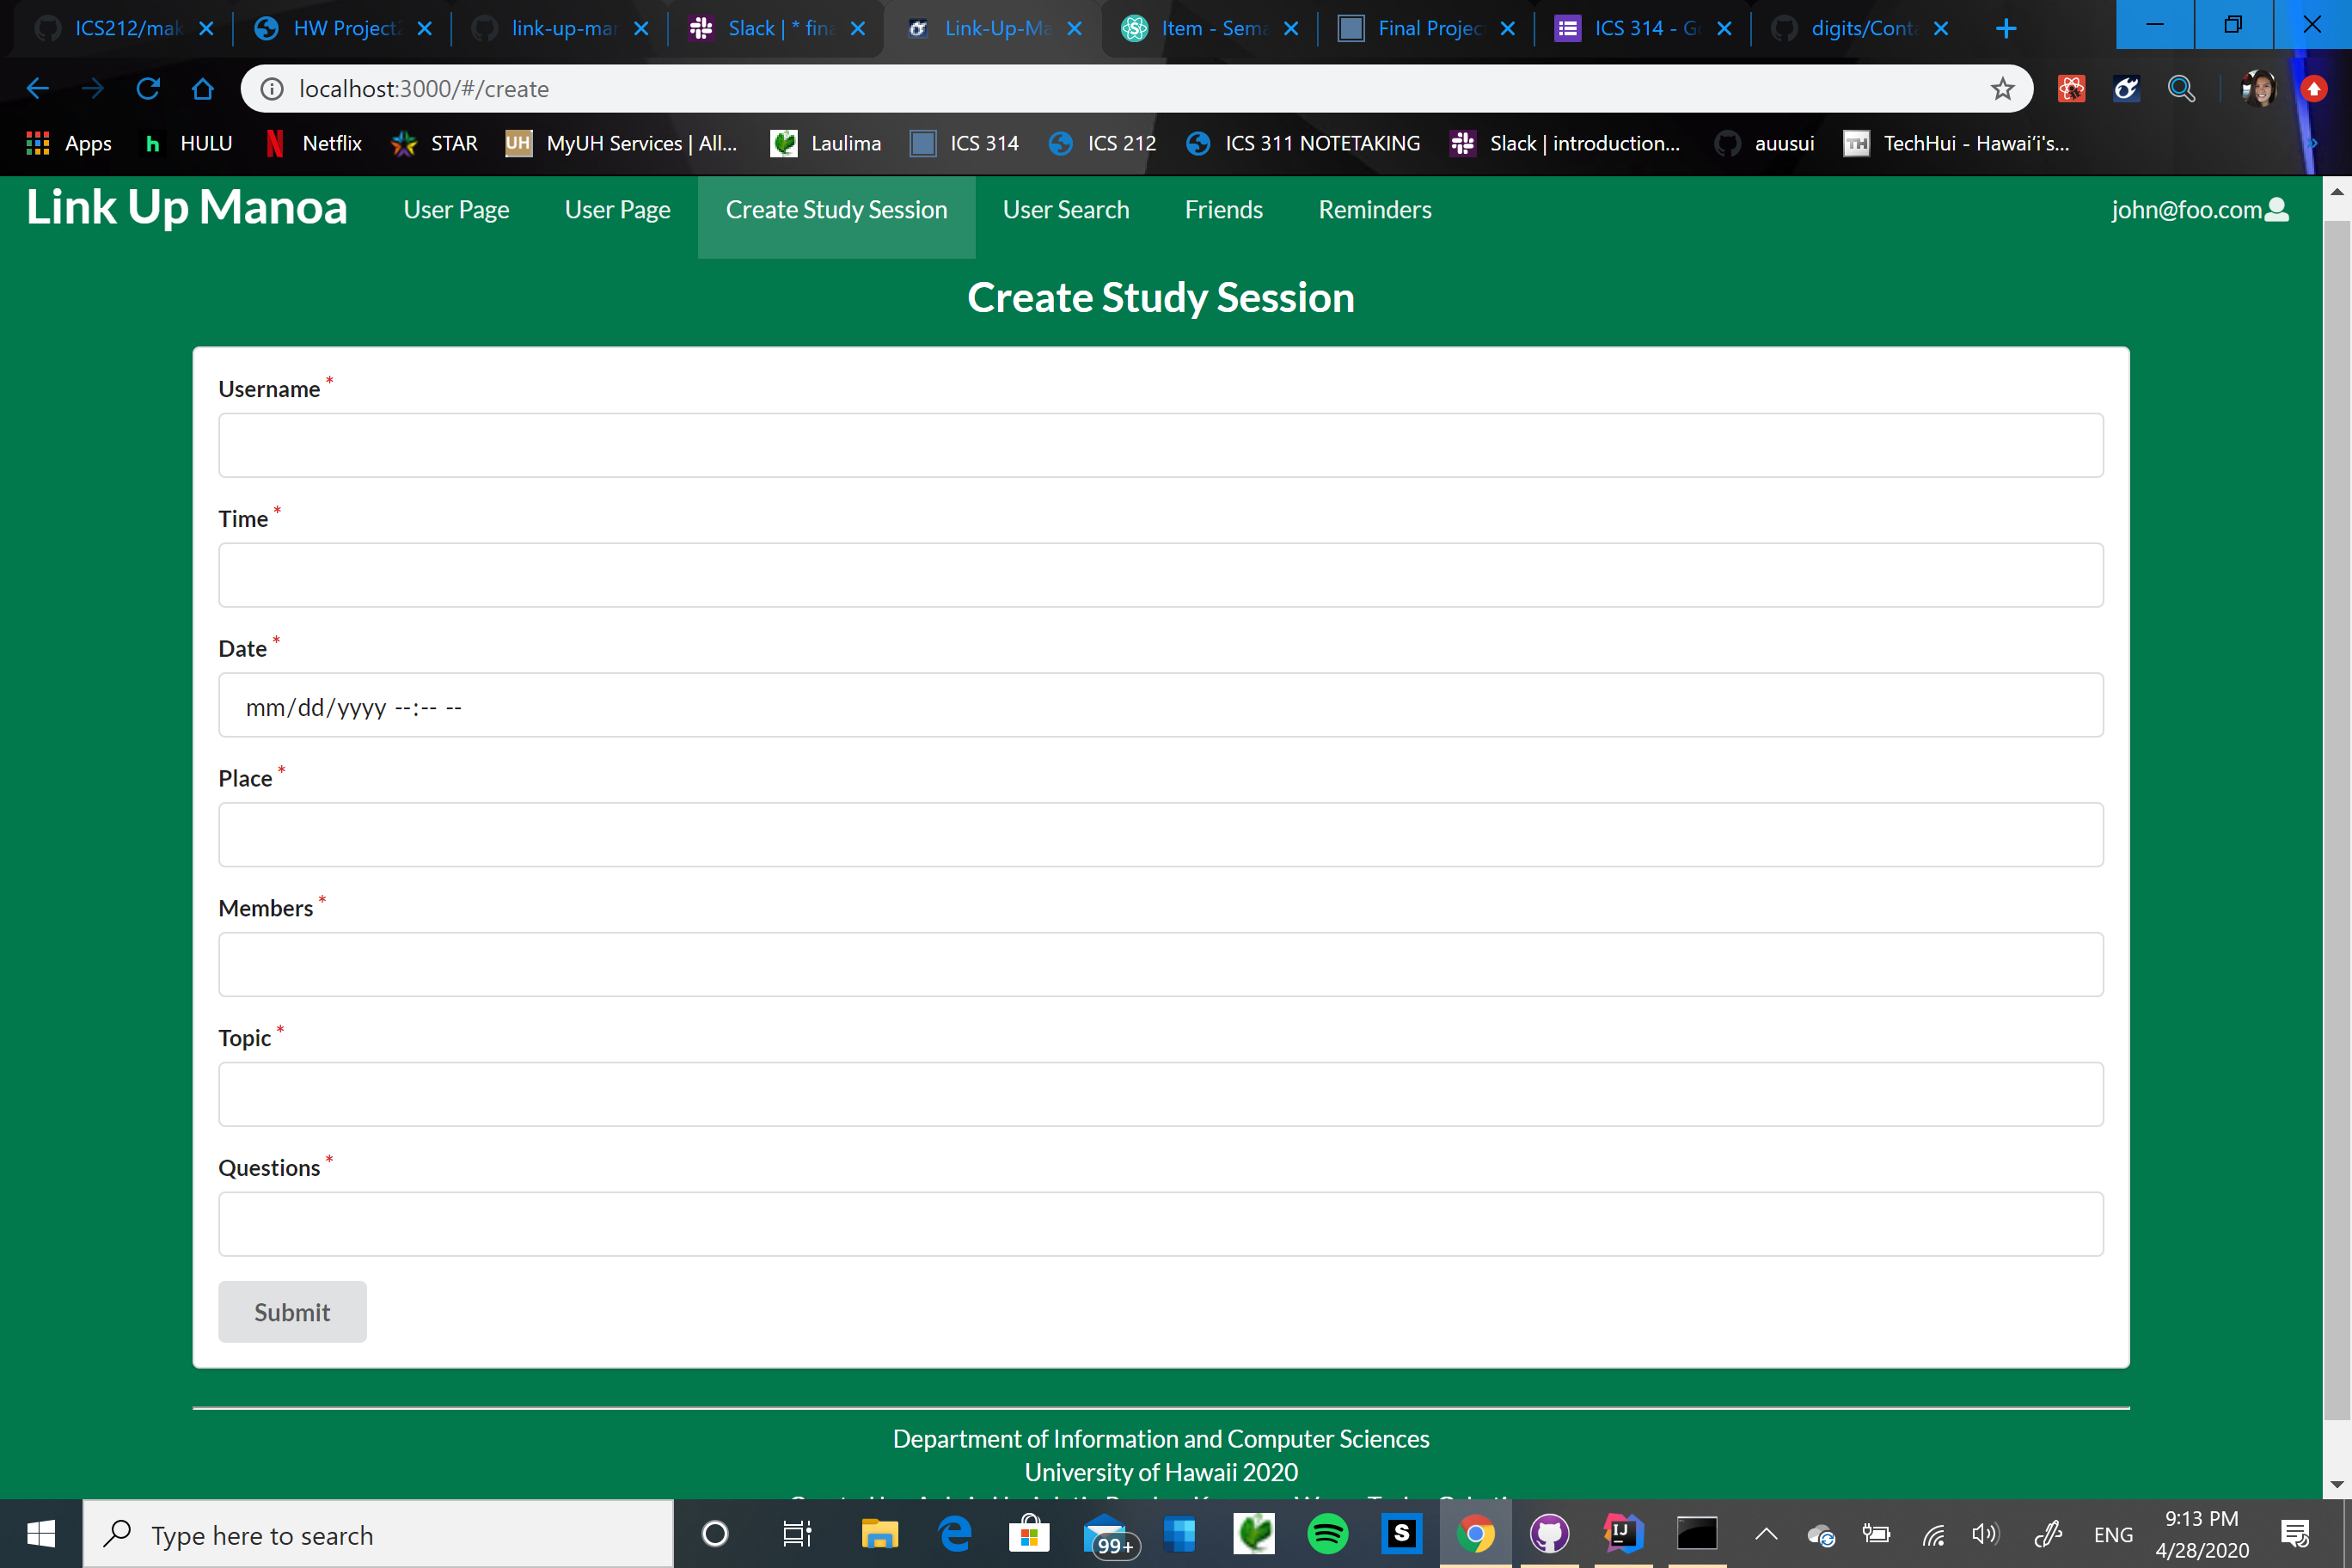 ICS212/mak HW Project2 link-up-mar Slack | * fina Link-Up-Ma Item - Sema Final Projec ICS 314 - G digits/Conta
localhost:3000/#/create
Apps HULU Netflix STAR MyUH Services | All... Laulima ICS 314 ICS 212 ICS 311 NOTETAKING Slack | introduction... auusui TechHui - Hawaiʻi's...
Link Up Manoa User Page User Page Create Study Session User Search Friends Reminders john@foo.com
Create Study Session
Username *
Time *
Date *
mm/dd/yyyy --:-- --
Place *
Members *
Topic *
Questions *
Submit
Department of Information and Computer Sciences
University of Hawaii 2020
Type here to search 99+ ENG 9:13 PM
4/28/2020